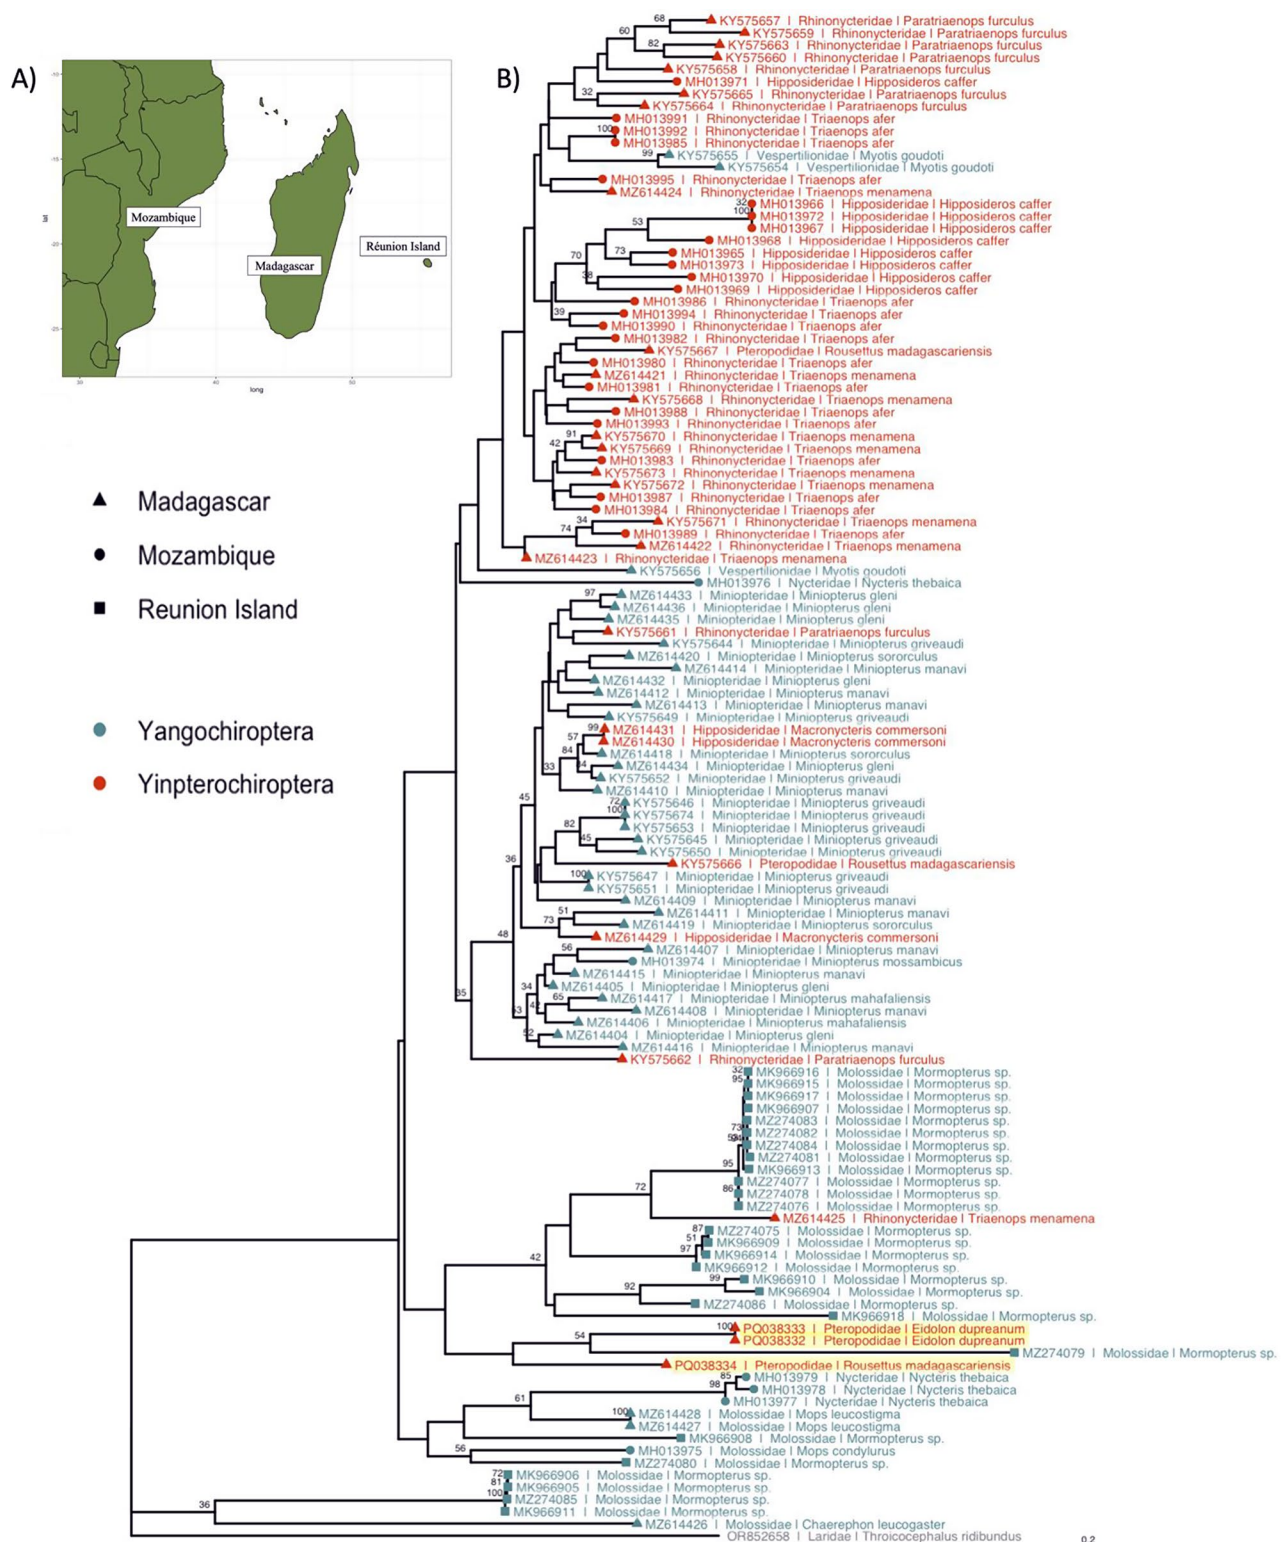 A)
B)
Mozambique
Madagascar
Réunion Island
lat
long
30
40
50
Madagascar
Mozambique
Reunion Island
Yangochiroptera
Yinpterochiroptera
KY575657 | Rhinonycteridae | Paratriaenops furculus
KY575659 | Rhinonycteridae | Paratriaenops furculus
KY575663 | Rhinonycteridae | Paratriaenops furculus
KY575660 | Rhinonycteridae | Paratriaenops furculus
KY575658 | Rhinonycteridae | Paratriaenops furculus
MH013971 | Hipposideridae | Hipposideros caffer
KY575665 | Rhinonycteridae | Paratriaenops furculus
KY575664 | Rhinonycteridae | Paratriaenops furculus
MH013991 | Rhinonycteridae | Triaenops afer
MH013992 | Rhinonycteridae | Triaenops afer
MH013985 | Rhinonycteridae | Triaenops afer
KY575655 | Vespertilionidae | Myotis goudoti
KY575654 | Vespertilionidae | Myotis goudoti
MH013995 | Rhinonycteridae | Triaenops afer
MZ614424 | Rhinonycteridae | Triaenops menamena
MH013966 | Hipposideridae | Hipposideros caffer
MH013972 | Hipposideridae | Hipposideros caffer
MH013967 | Hipposideridae | Hipposideros caffer
MH013968 | Hipposideridae | Hipposideros caffer
MH013965 | Hipposideridae | Hipposideros caffer
MH013973 | Hipposideridae | Hipposideros caffer
MH013970 | Hipposideridae | Hipposideros caffer
MH013969 | Hipposideridae | Hipposideros caffer
MH013986 | Rhinonycteridae | Triaenops afer
MH013994 | Rhinonycteridae | Triaenops afer
MH013990 | Rhinonycteridae | Triaenops afer
MH013982 | Rhinonycteridae | Triaenops afer
KY575667 | Pteropodidae | Rousettus madagascariensis
MH013980 | Rhinonycteridae | Triaenops afer
MZ614421 | Rhinonycteridae | Triaenops menamena
MH013981 | Rhinonycteridae | Triaenops afer
KY575668 | Rhinonycteridae | Triaenops menamena
MH013988 | Rhinonycteridae | Triaenops afer
MH013993 | Rhinonycteridae | Triaenops afer
KY575670 | Rhinonycteridae | Triaenops menamena
KY575669 | Rhinonycteridae | Triaenops menamena
MH013983 | Rhinonycteridae | Triaenops afer
KY575673 | Rhinonycteridae | Triaenops menamena
KY575672 | Rhinonycteridae | Triaenops menamena
MH013987 | Rhinonycteridae | Triaenops afer
MH013984 | Rhinonycteridae | Triaenops afer
KY575671 | Rhinonycteridae | Triaenops menamena
MH013989 | Rhinonycteridae | Triaenops afer
MZ614422 | Rhinonycteridae | Triaenops menamena
MZ614423 | Rhinonycteridae | Triaenops menamena
KY575656 | Vespertilionidae | Myotis goudoti
MH013976 | Nycteridae | Nycteris thebaica
MZ614433 | Miniopteridae | Miniopterus gleni
MZ614436 | Miniopteridae | Miniopterus gleni
MZ614435 | Miniopteridae | Miniopterus gleni
KY575661 | Rhinonycteridae | Paratriaenops furculus
KY575644 | Miniopteridae | Miniopterus griveaudi
MZ614420 | Miniopteridae | Miniopterus sororculus
MZ614414 | Miniopteridae | Miniopterus manavi
MZ614432 | Miniopteridae | Miniopterus gleni
MZ614412 | Miniopteridae | Miniopterus manavi
MZ614413 | Miniopteridae | Miniopterus manavi
KY575649 | Miniopteridae | Miniopterus griveaudi
MZ614431 | Hipposideridae | Macronycteris commersoni
MZ614430 | Hipposideridae | Macronycteris commersoni
MZ614418 | Miniopteridae | Miniopterus sororculus
MZ614434 | Miniopteridae | Miniopterus gleni
KY575652 | Miniopteridae | Miniopterus griveaudi
MZ614410 | Miniopteridae | Miniopterus manavi
KY575646 | Miniopteridae | Miniopterus griveaudi
KY575674 | Miniopteridae | Miniopterus griveaudi
KY575653 | Miniopteridae | Miniopterus griveaudi
KY575645 | Miniopteridae | Miniopterus griveaudi
KY575650 | Miniopteridae | Miniopterus griveaudi
KY575666 | Pteropodidae | Rousettus madagascariensis
KY575647 | Miniopteridae | Miniopterus griveaudi
KY575651 | Miniopteridae | Miniopterus griveaudi
MZ614409 | Miniopteridae | Miniopterus manavi
MZ614411 | Miniopteridae | Miniopterus manavi
MZ614419 | Miniopteridae | Miniopterus sororculus
MZ614429 | Hipposideridae | Macronycteris commersoni
MZ614407 | Miniopteridae | Miniopterus manavi
MH013974 | Miniopteridae | Miniopterus mossambicus
MZ614415 | Miniopteridae | Miniopterus manavi
MZ614405 | Miniopteridae | Miniopterus gleni
MZ614417 | Miniopteridae | Miniopterus mahafaliensis
MZ614408 | Miniopteridae | Miniopterus manavi
MZ614406 | Miniopteridae | Miniopterus mahafaliensis
MZ614404 | Miniopteridae | Miniopterus gleni
MZ614416 | Miniopteridae | Miniopterus manavi
KY575662 | Rhinonycteridae | Paratriaenops furculus
MK966916 | Molossidae | Mormopterus sp.
MK966915 | Molossidae | Mormopterus sp.
MK966917 | Molossidae | Mormopterus sp.
MK966907 | Molossidae | Mormopterus sp.
MZ274083 | Molossidae | Mormopterus sp.
MZ274082 | Molossidae | Mormopterus sp.
MZ274084 | Molossidae | Mormopterus sp.
MZ274081 | Molossidae | Mormopterus sp.
MK966913 | Molossidae | Mormopterus sp.
MZ274077 | Molossidae | Mormopterus sp.
MZ274078 | Molossidae | Mormopterus sp.
MZ274076 | Molossidae | Mormopterus sp.
MZ614425 | Rhinonycteridae | Triaenops menamena
MZ274075 | Molossidae | Mormopterus sp.
MK966909 | Molossidae | Mormopterus sp.
MK966914 | Molossidae | Mormopterus sp.
MK966912 | Molossidae | Mormopterus sp.
MK966910 | Molossidae | Mormopterus sp.
MK966904 | Molossidae | Mormopterus sp.
MZ274086 | Molossidae | Mormopterus sp.
MK966918 | Molossidae | Mormopterus sp.
PQ038333 | Pteropodidae | Eidolon dupreanum
PQ038332 | Pteropodidae | Eidolon dupreanum
MZ274079 | Molossidae | Mormopterus sp.
PQ038334 | Pteropodidae | Rousettus madagascariensis
MH013979 | Nycteridae | Nycteris thebaica
MH013978 | Nycteridae | Nycteris thebaica
MH013977 | Nycteridae | Nycteris thebaica
MZ614428 | Molossidae | Mops leucostigma
MZ614427 | Molossidae | Mops leucostigma
MK966908 | Molossidae | Mormopterus sp.
MH013975 | Molossidae | Mops condylurus
MZ274080 | Molossidae | Mormopterus sp.
MK966906 | Molossidae | Mormopterus sp.
MK966905 | Molossidae | Mormopterus sp.
MZ274085 | Molossidae | Mormopterus sp.
MK966911 | Molossidae | Mormopterus sp.
MZ614426 | Molossidae | Chaerephon leucogaster
OR852658 | Laridae | Throicocephalus ridibundus
0.2